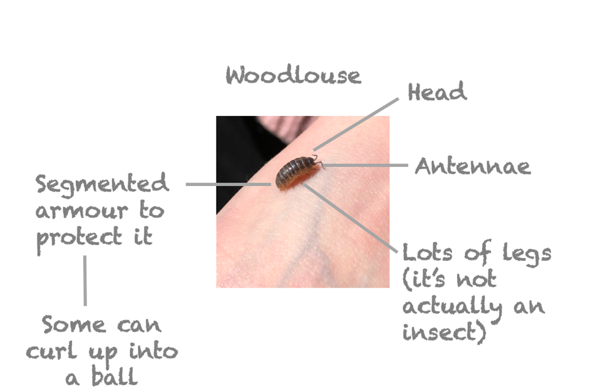 Woodlouse
Head
Antennae
Segmented
armour to
protect it
Lots of legs
(it's not
actually an
insect)
Some can
curl up into
a ball